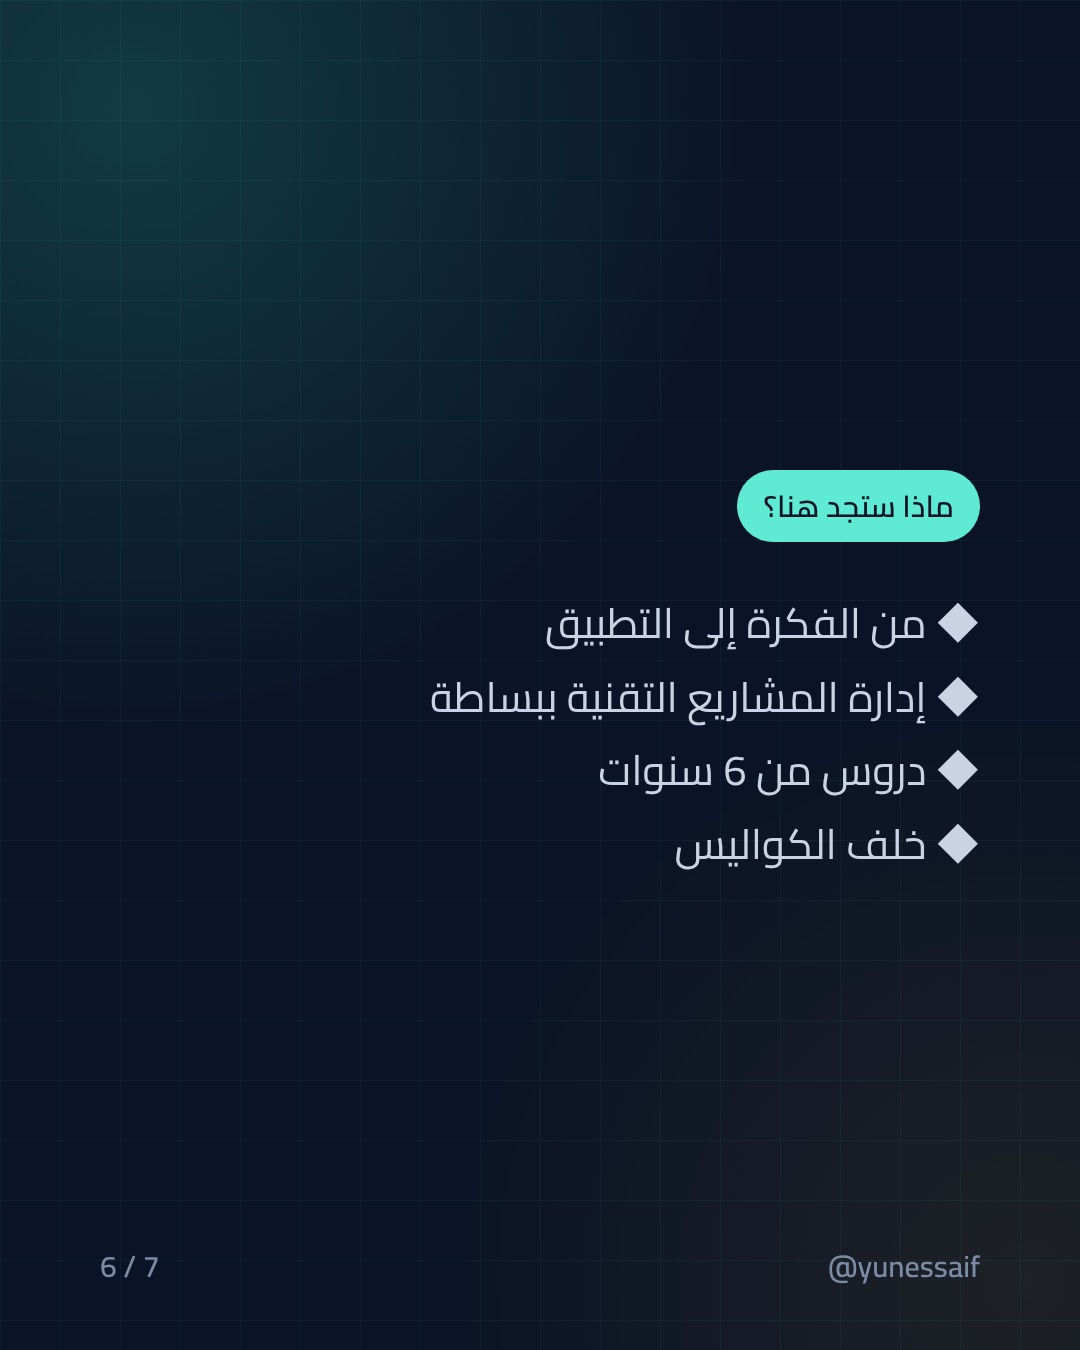 ماذا ستجد هنا؟
◆ من الفكرة إلى التطبيق
◆ إدارة المشاريع التقنية ببساطة
◆ دروس من 6 سنوات
◆ خلف الكواليس
@yunessaif
6 / 7